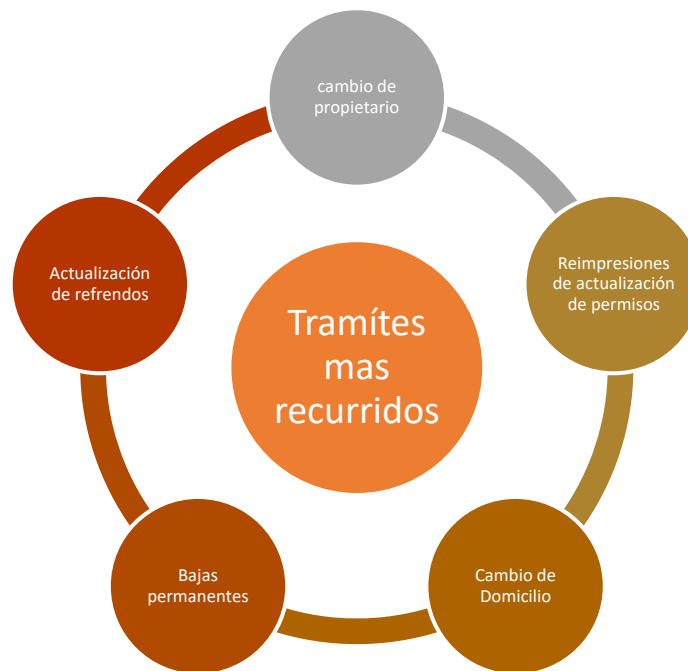 cambio de
propietario
Reimpresiones
de actualización
de permisos
Cambio de
Domicilio
Bajas
permanentes
Actualización
de refrendos
Tramítes
mas
recurridos